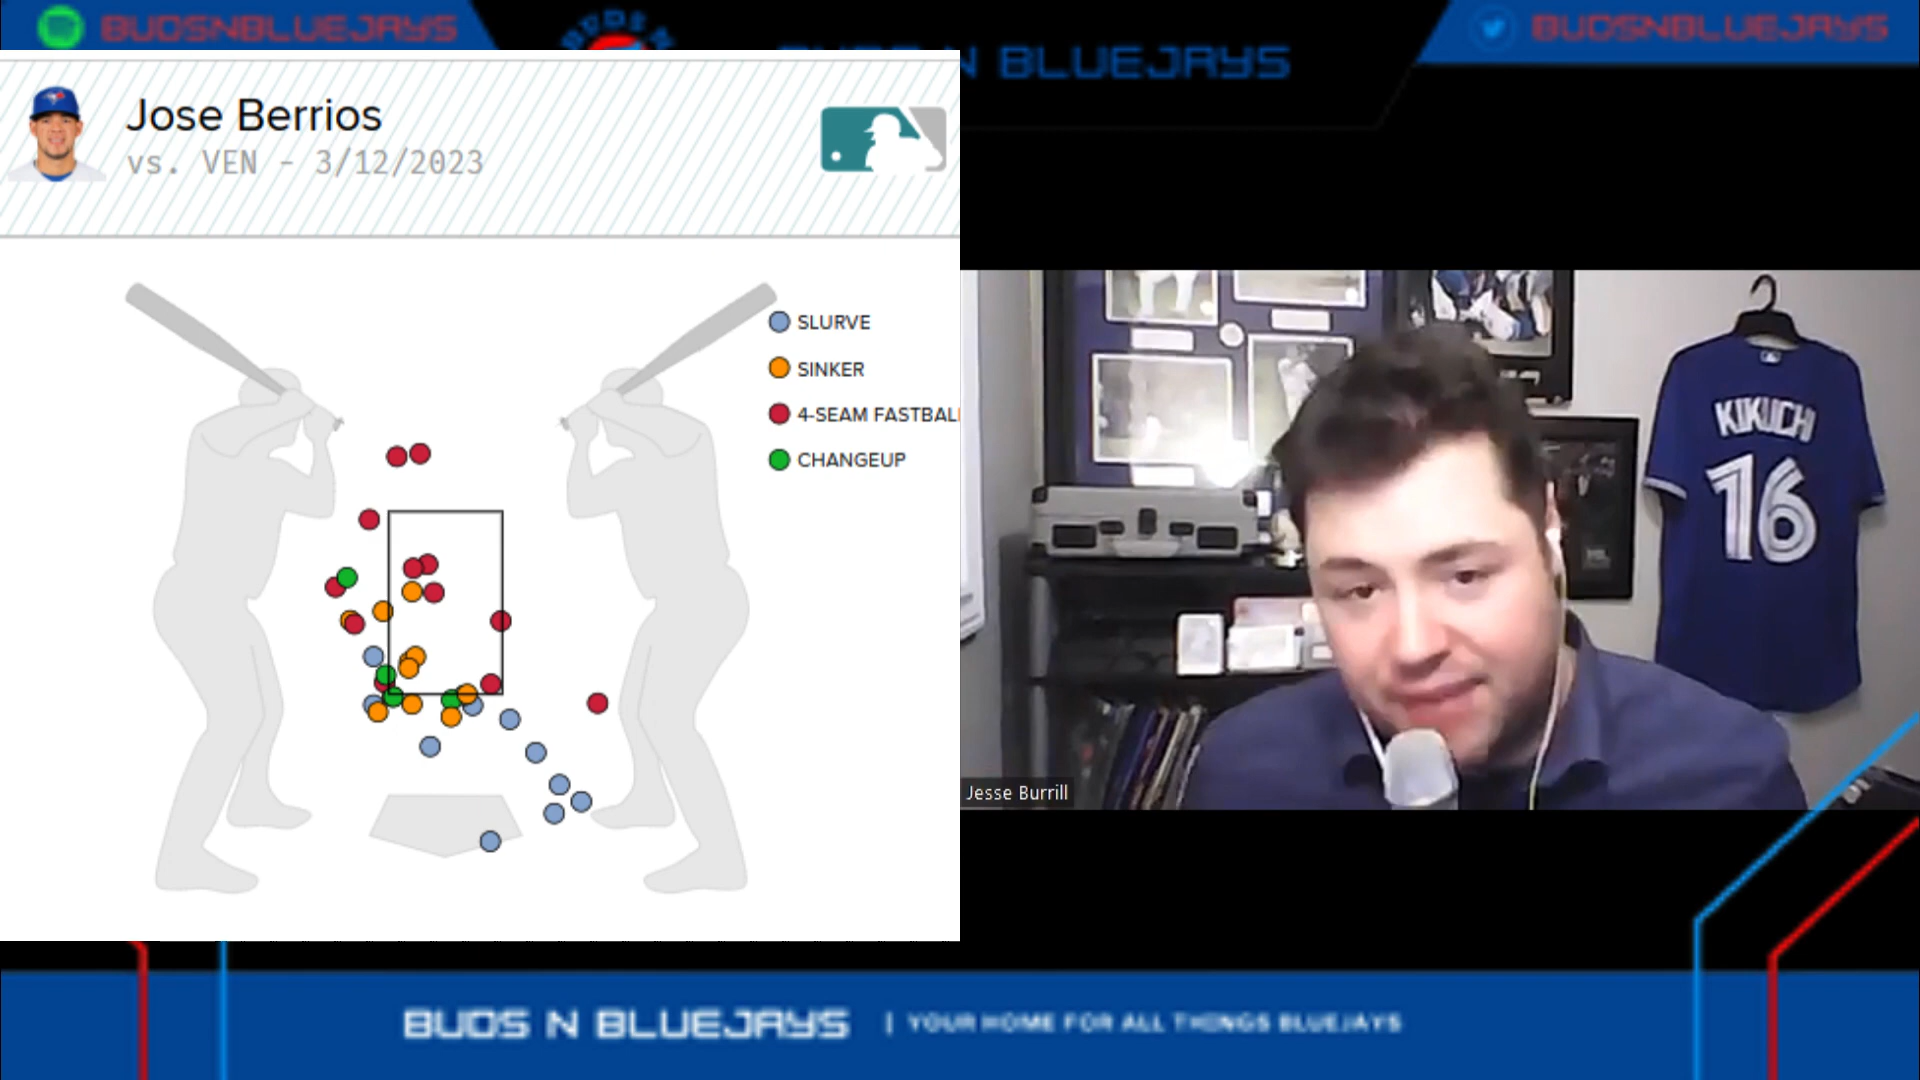 BUDSNBLUEJAYS
BUDS N
N BLUEJAYS
BUDSNBLUEJAYS
Jose Berrios
vs. VEN - 3/12/2023
SLURVE
SINKER
4-SEAM FASTBALL
CHANGEUP
KIKUCHI
16
Jesse Burrill
BUDS N BLUEJAYS | YOUR HOME FOR ALL THINGS BLUEJAYS